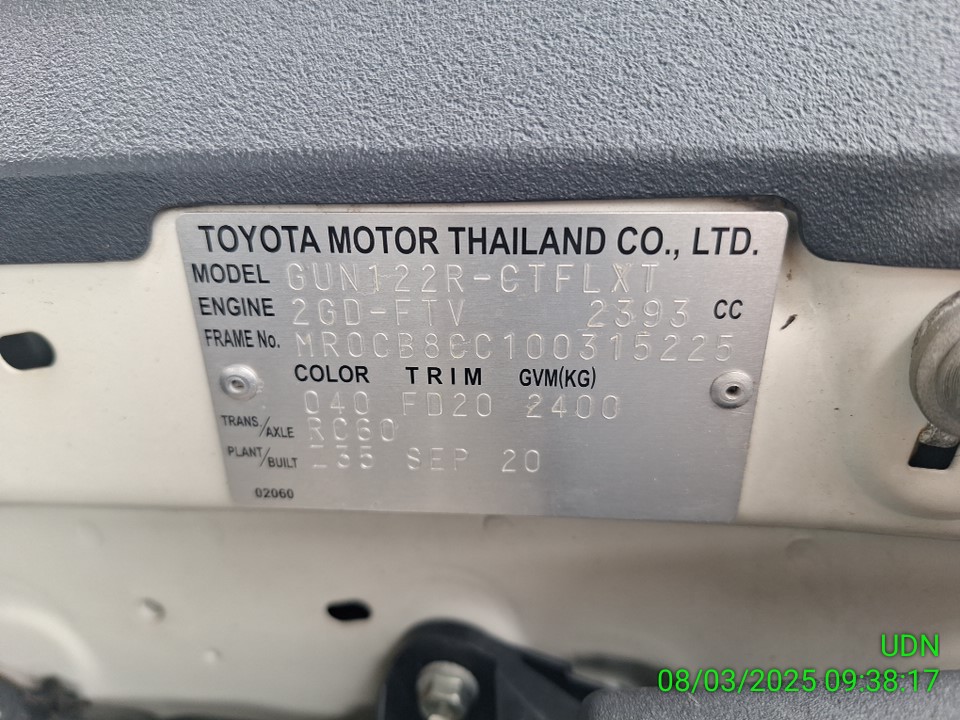 TOYOTA MOTOR THAILAND CO., LTD.
MODEL GUN122R-CTFLXT
ENGINE 2GD-FTV 2393 CC
FRAME No. MR0CB8CC100315225
COLOR TRIM GVM(KG)
040 FD20 2400
TRANS./AXLE RC60
PLANT/BUILT I35 SEP 20
02060
UDN
08/03/2025 09:38:17